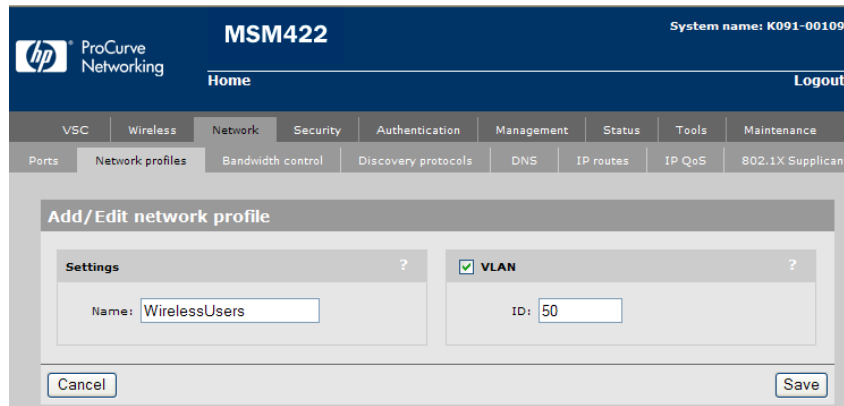 hp ProCurve Networking
MSM422
System name: K091-00109
Home
Logout
VSC Wireless Network Security Authentication Management Status Tools Maintenance
Ports Network profiles Bandwidth control Discovery protocols DNS IP routes IP QoS 802.1X Supplican
Add/Edit network profile
Settings ?
VLAN ?
Name: WirelessUsers
ID: 50
Cancel
Save